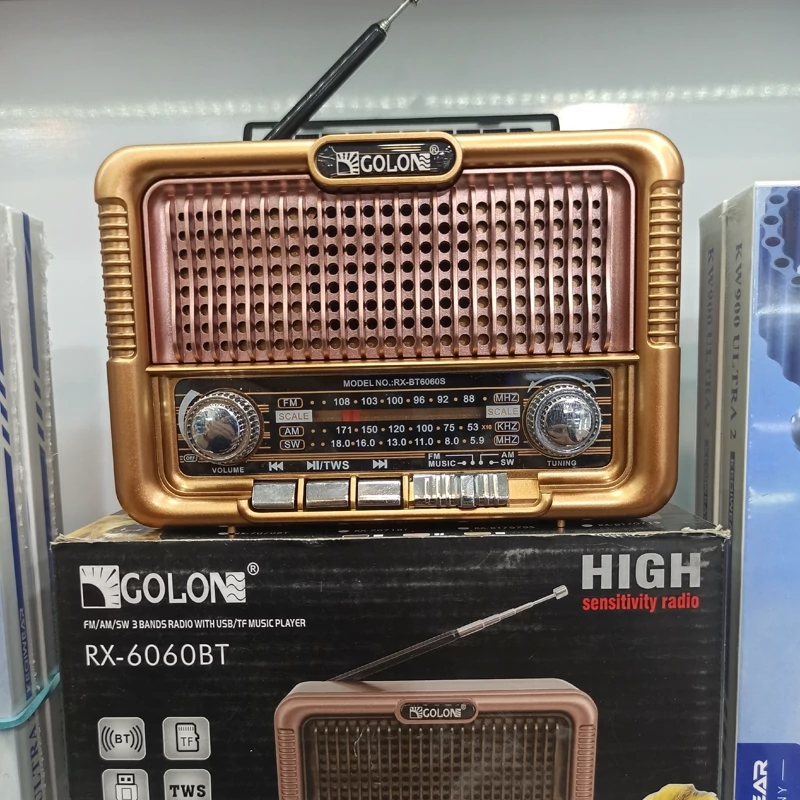 GOLON®
MODEL NO.:RX-BT6060S
FM • • 108 • 103 • 100 • 96 • 92 • 88 MHZ
SCALE SCALE
AM • • 171 • 150 • 120 • 100 • 75 • 53 X10 KHZ
SW • • 18.0 • 16.0 • 13.0 • 11.0 • 8.0 • 5.9 MHZ
OFF
VOLUME
/TWS
FM AM
MUSIC SW
TUNING
GOLON®
HIGH
sensitivity radio
FM/AM/SW 3 BANDS RADIO WITH USB/TF MUSIC PLAYER
RX-6060BT
GOLON
BT
TF
TWS
KW900 ULTRA 2